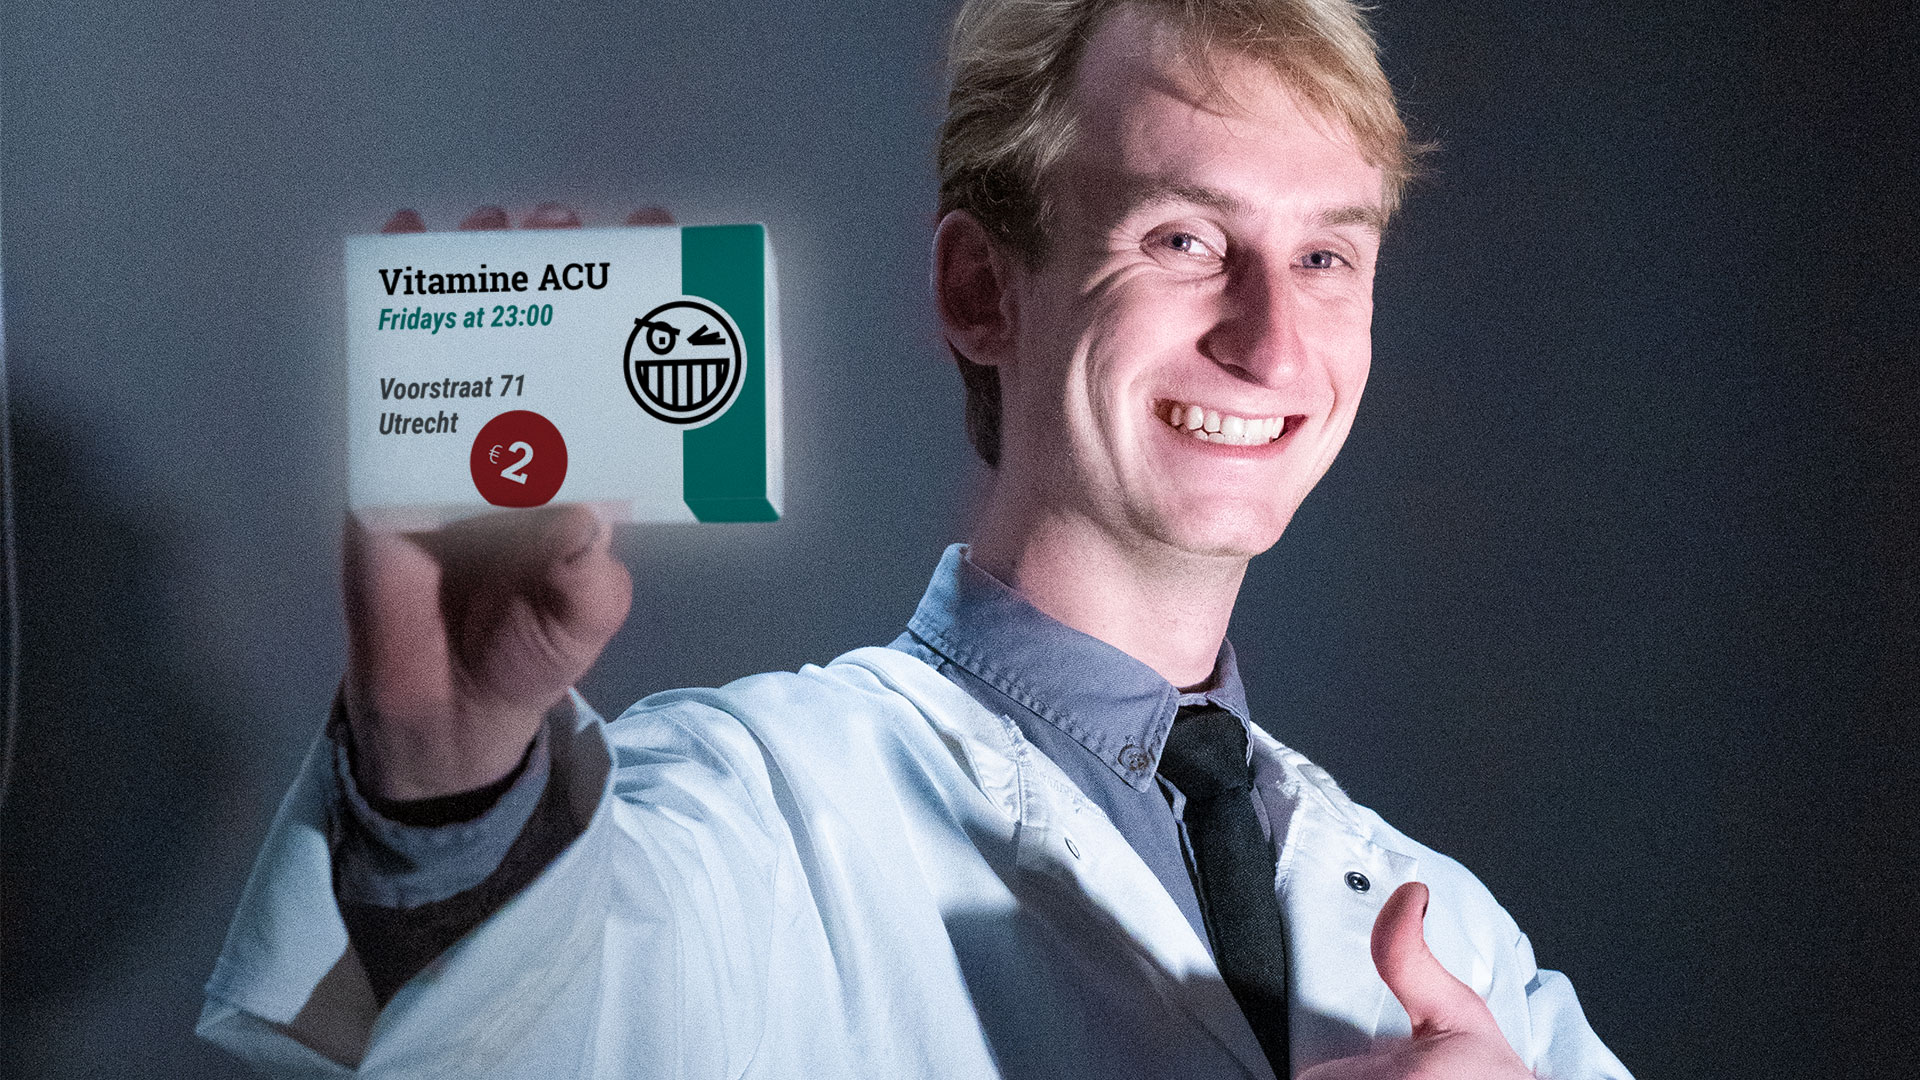 Vitamine ACU
Fridays at 23:00
Voorstraat 71
Utrecht
€2